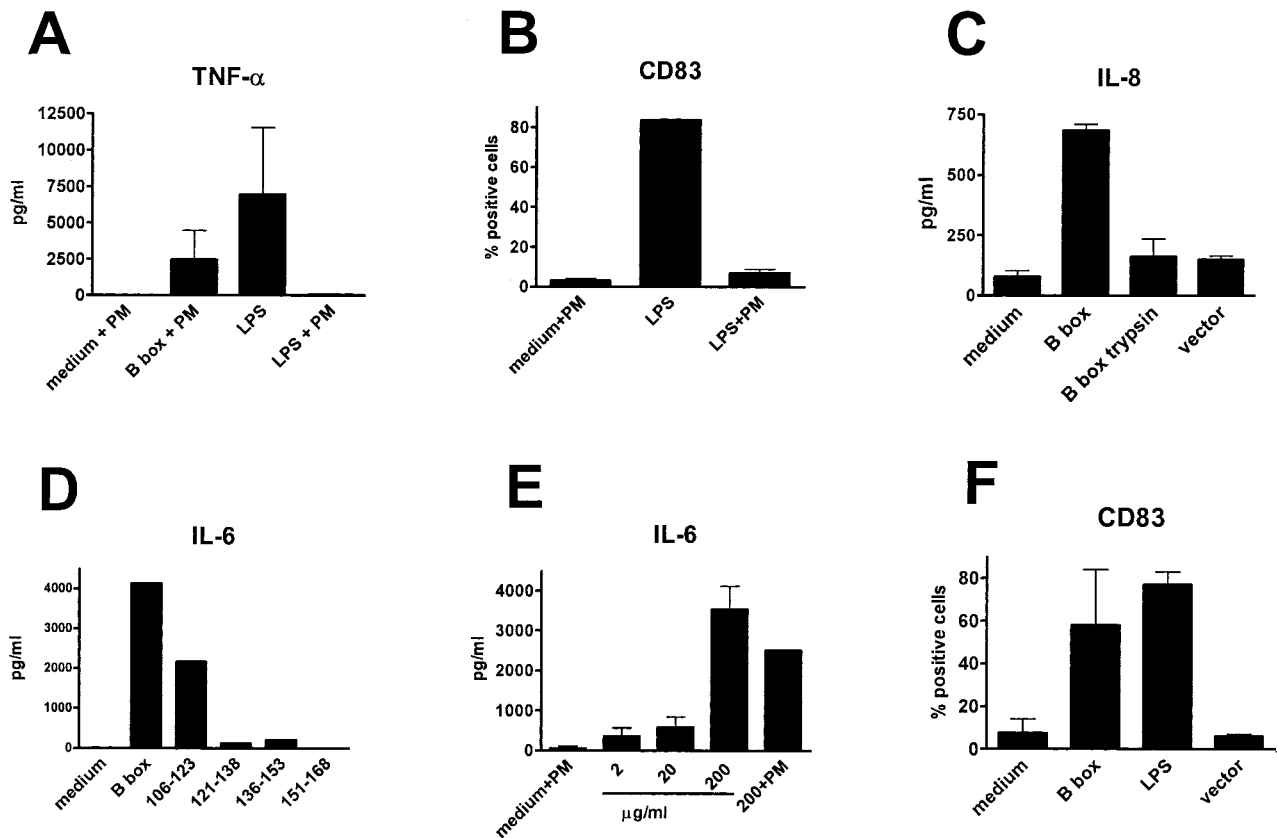 A
TNF-α
pg/ml
12500
10000
7500
5000
2500
0
medium + PM
B box + PM
LPS
LPS + PM
B
CD83
% positive cells
80
60
40
20
0
medium+PM
LPS
LPS+PM
C
IL-8
pg/ml
750
500
250
0
medium
B box
B box trypsin
vector
D
IL-6
pg/ml
4000
3000
2000
1000
0
medium
B box
106-123
121-138
136-153
151-168
E
IL-6
pg/ml
4000
3000
2000
1000
0
medium+PM
2
20
200
200+PM
μg/ml
F
CD83
% positive cells
80
60
40
20
0
medium
B box
LPS
vector